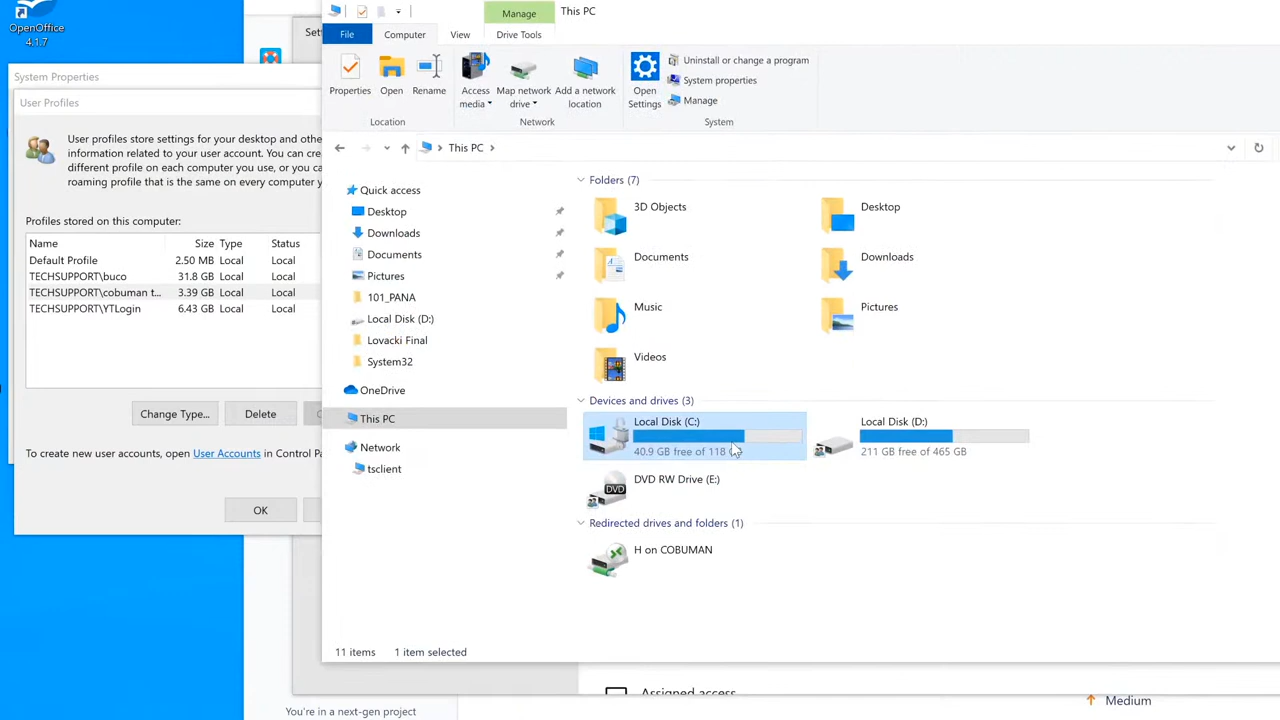 OpenOffice
4.1.7
System Properties
User Profiles
User profiles store settings for your desktop and othe
information related to your user account. You can cre
different profile on each computer you use, or you can
roaming profile that is the same on every computer y
Profiles stored on this computer:
Name Size Type Status
Default Profile 2.50 MB Local Local
TECHSUPPORT\buco 31.8 GB Local Local
TECHSUPPORT\cobuman t... 3.39 GB Local Local
TECHSUPPORT\YTLogin 6.43 GB Local Local
Change Type... Delete
To create new user accounts, open User Accounts in Control Pa
OK
Set
Manage This PC
File Computer View Drive Tools
Properties Open Rename
Location
Access media Map network drive Add a network location
Network
Open Settings
Uninstall or change a program
System properties
Manage
System
This PC
Quick access
Desktop
Downloads
Documents
Pictures
101_PANA
Local Disk (D:)
Lovacki Final
System32
OneDrive
This PC
Network
tsclient
Folders (7)
3D Objects Desktop
Documents Downloads
Music Pictures
Videos
Devices and drives (3)
Local Disk (C:) Local Disk (D:)
40.9 GB free of 118 211 GB free of 465 GB
DVD RW Drive (E:)
DVD
Redirected drives and folders (1)
H on COBUMAN
11 items 1 item selected
Assigned access
Medium
You're in a next-gen project